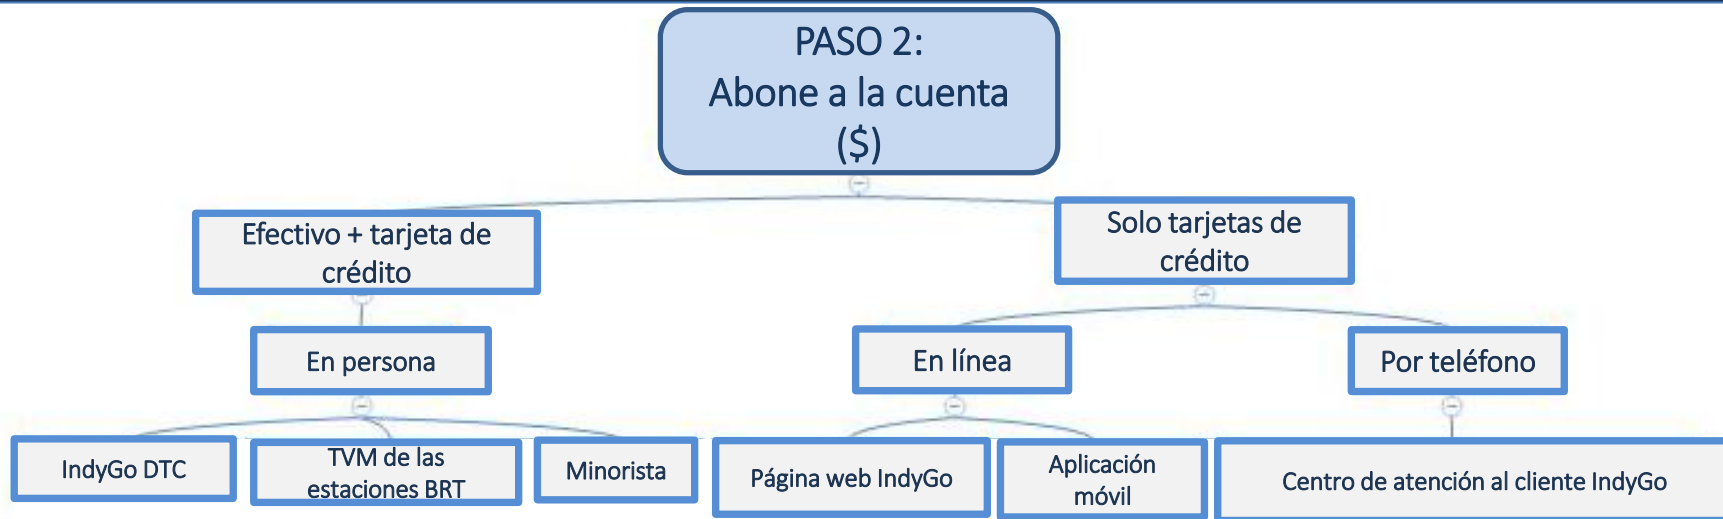 PASO 2:
Abone a la cuenta
($)
Efectivo + tarjeta de
crédito
Solo tarjetas de
crédito
En persona
En línea
Por teléfono
IndyGo DTC
TVM de las
estaciones BRT
Minorista
Página web IndyGo
Aplicación
móvil
Centro de atención al cliente IndyGo